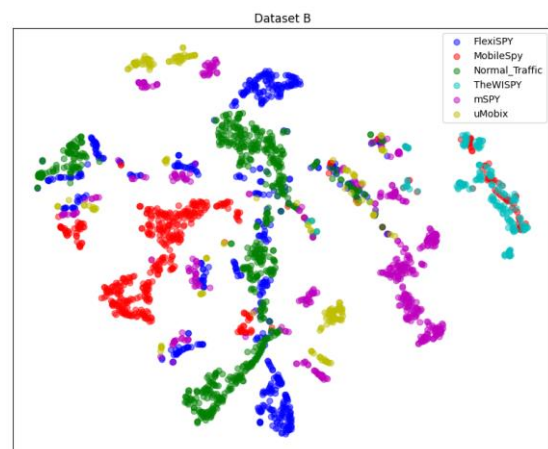 Dataset B
FlexiSPY
MobileSpy
Normal_Traffic
TheWISPY
mSPY
uMobix